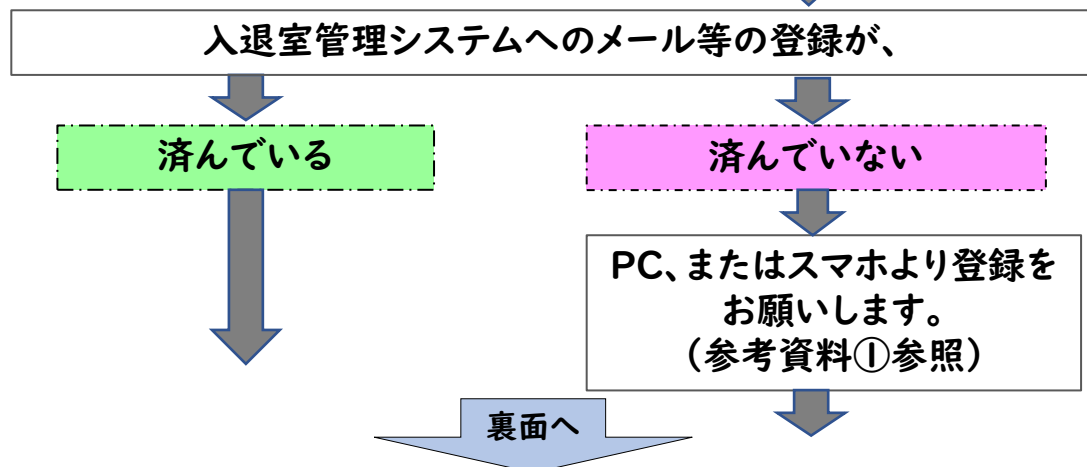 入退室管理システムへのメール等の登録が、
済んでいる
済んでいない
PC、またはスマホより登録を
お願いします。
(参考資料①参照)
裏面へ